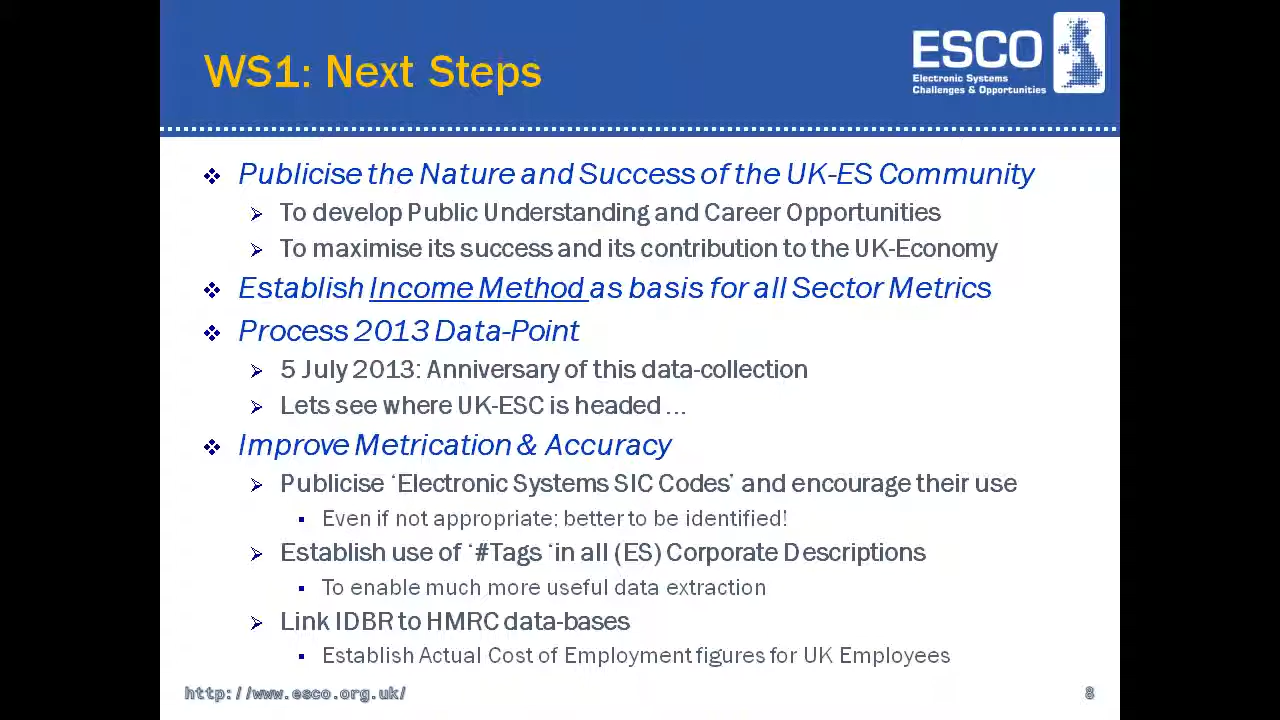 WS1: Next Steps
ESCO
Electronic Systems
Challenges & Opportunities
Publicise the Nature and Success of the UK-ES Community
To develop Public Understanding and Career Opportunities
To maximise its success and its contribution to the UK-Economy
Establish Income Method as basis for all Sector Metrics
Process 2013 Data-Point
5 July 2013: Anniversary of this data-collection
Lets see where UK-ESC is headed ...
Improve Metrication & Accuracy
Publicise ‘Electronic Systems SIC Codes’ and encourage their use
Even if not appropriate; better to be identified!
Establish use of ‘#Tags ‘in all (ES) Corporate Descriptions
To enable much more useful data extraction
Link IDBR to HMRC data-bases
Establish Actual Cost of Employment figures for UK Employees
http://www.esco.org.uk/
8